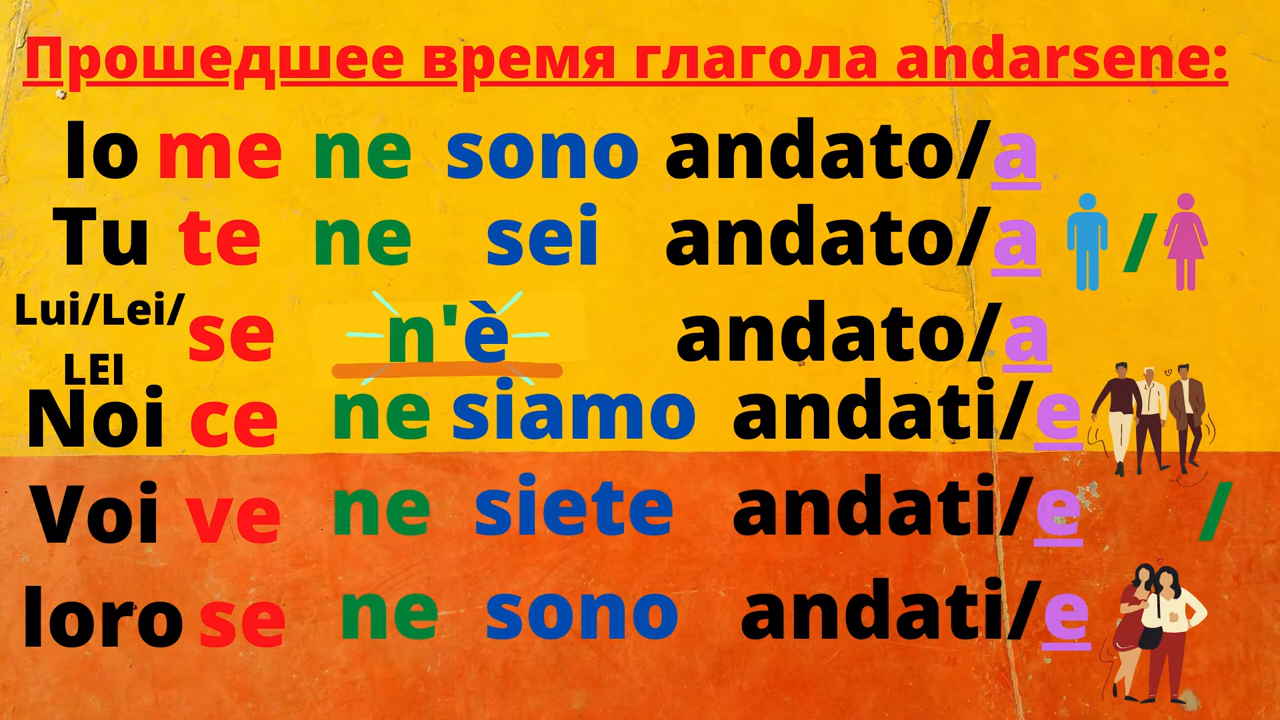 Прошедшее время глагола andarsene:
Io me ne sono andato/a
Tu te ne sei andato/a /
Lui/Lei/
LEI se n'è andato/a
Noi ce ne siamo andati/e
Voi ve ne siete andati/e /
loro se ne sono andati/e